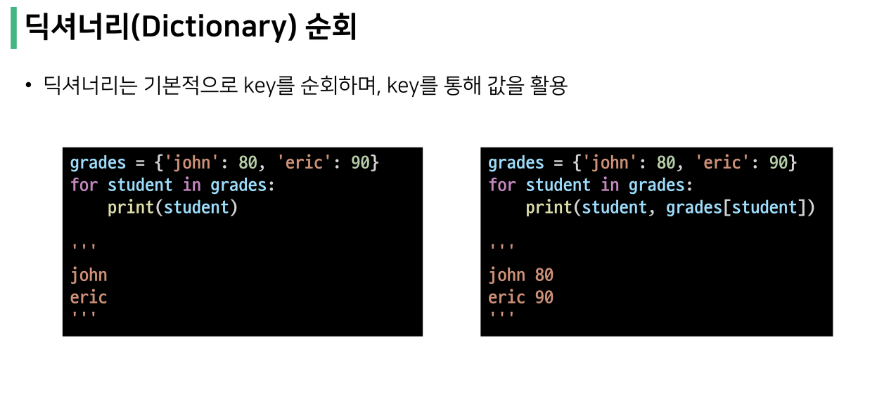 딕셔너리(Dictionary) 순회
• 딕셔너리는 기본적으로 key를 순회하며, key를 통해 값을 활용
grades = {'john': 80, 'eric': 90}
for student in grades:
    print(student)
'''
john
eric
'''
grades = {'john': 80, 'eric': 90}
for student in grades:
    print(student, grades[student])
'''
john 80
eric 90
'''